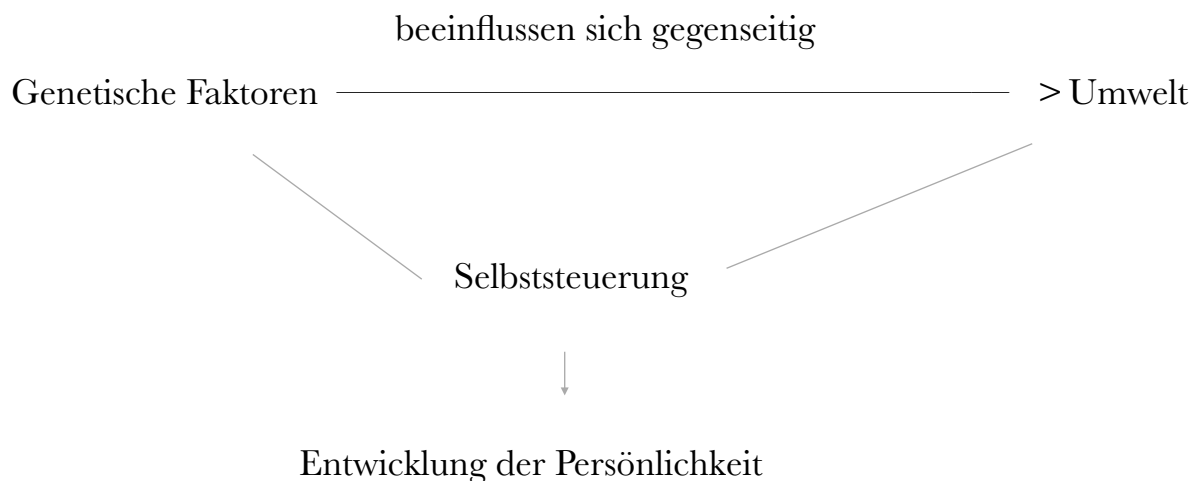 beeinflussen sich gegenseitig
Genetische Faktoren > Umwelt
Selbststeuerung
Entwicklung der Persönlichkeit